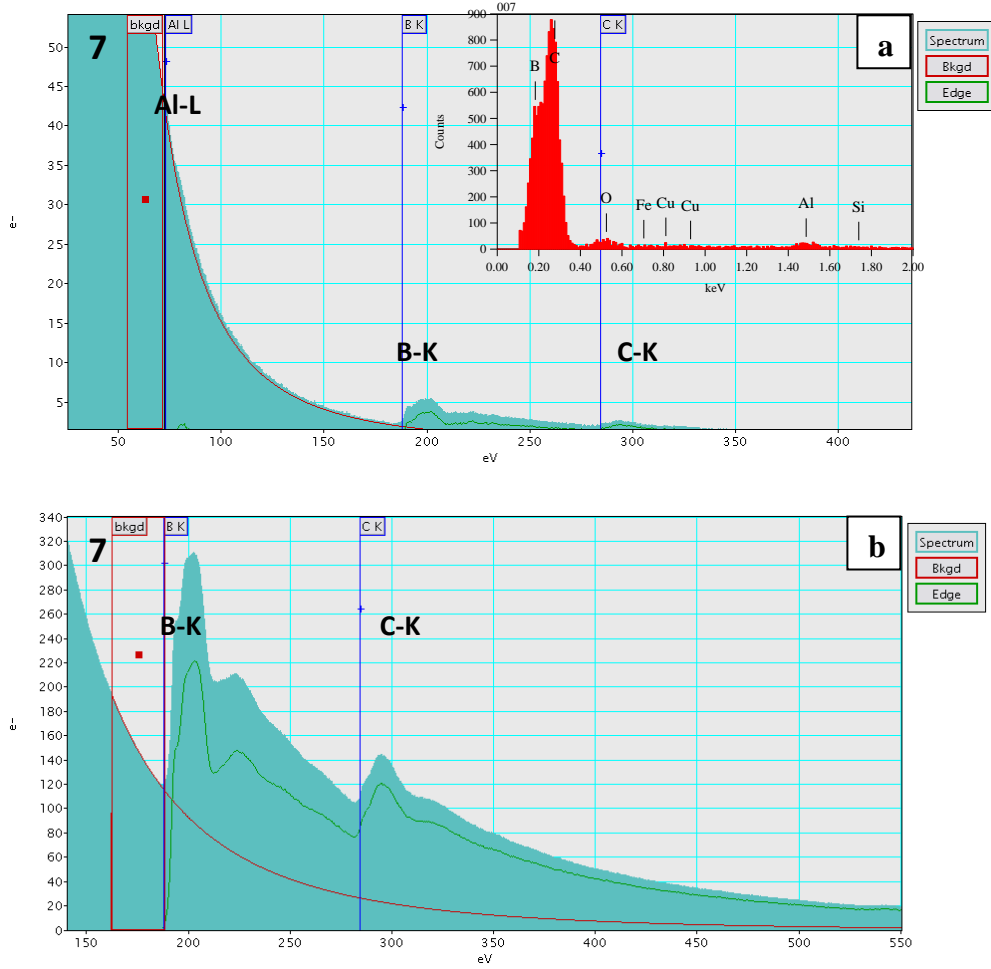 7
bkgd Al L B K C K
Al-L
B-K C-K
a
Spectrum
Bkgd
Edge
50
45
40
35
30
25
20
15
10
5
e-
50 100 150 200 250 300 350 400
eV
007
900
800
700
600
500
400
300
200
100
0
Counts
B C
O Fe Cu Cu Al Si
0.00 0.20 0.40 0.60 0.80 1.00 1.20 1.40 1.60 1.80 2.00
keV
7
bkgd B K C K
B-K C-K
b
Spectrum
Bkgd
Edge
340
320
300
280
260
240
220
200
180
160
140
120
100
80
60
40
20
0
e-
150 200 250 300 350 400 450 500 550
eV